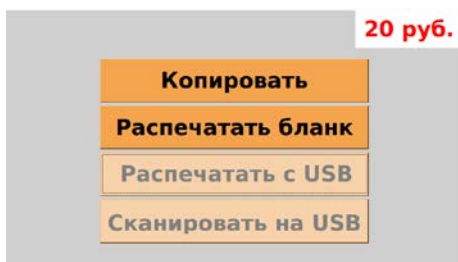 20 руб.
Копировать
Распечатать бланк
Распечатать с USB
Сканировать на USB